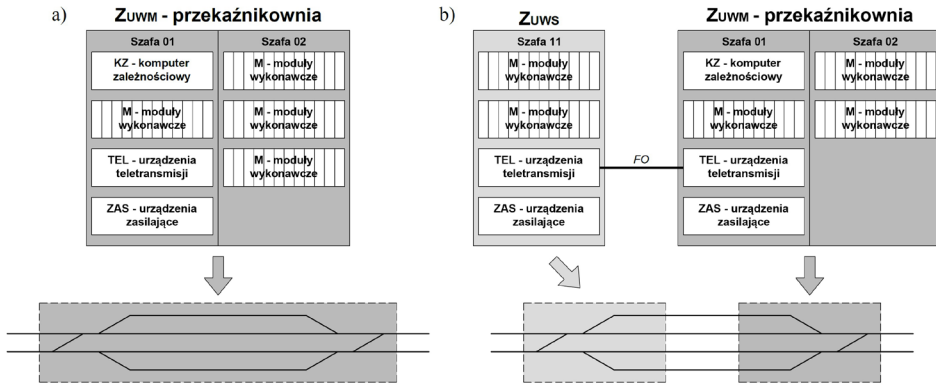 a)
ZUWM - przekaźnikownia
Szafa 01
Szafa 02
KZ - komputer
zależnościowy
M - moduły
wykonawcze
M - moduły
wykonawcze
M - moduły
wykonawcze
TEL - urządzenia
teletransmisji
M - moduły
wykonawcze
ZAS - urządzenia
zasilające
b)
ZUWS
ZUWM - przekaźnikownia
Szafa 11
Szafa 01
Szafa 02
M - moduły
wykonawcze
KZ - komputer
zależnościowy
M - moduły
wykonawcze
M - moduły
wykonawcze
M - moduły
wykonawcze
M - moduły
wykonawcze
TEL - urządzenia
teletransmisji
FO
TEL - urządzenia
teletransmisji
ZAS - urządzenia
zasilające
ZAS - urządzenia
zasilające